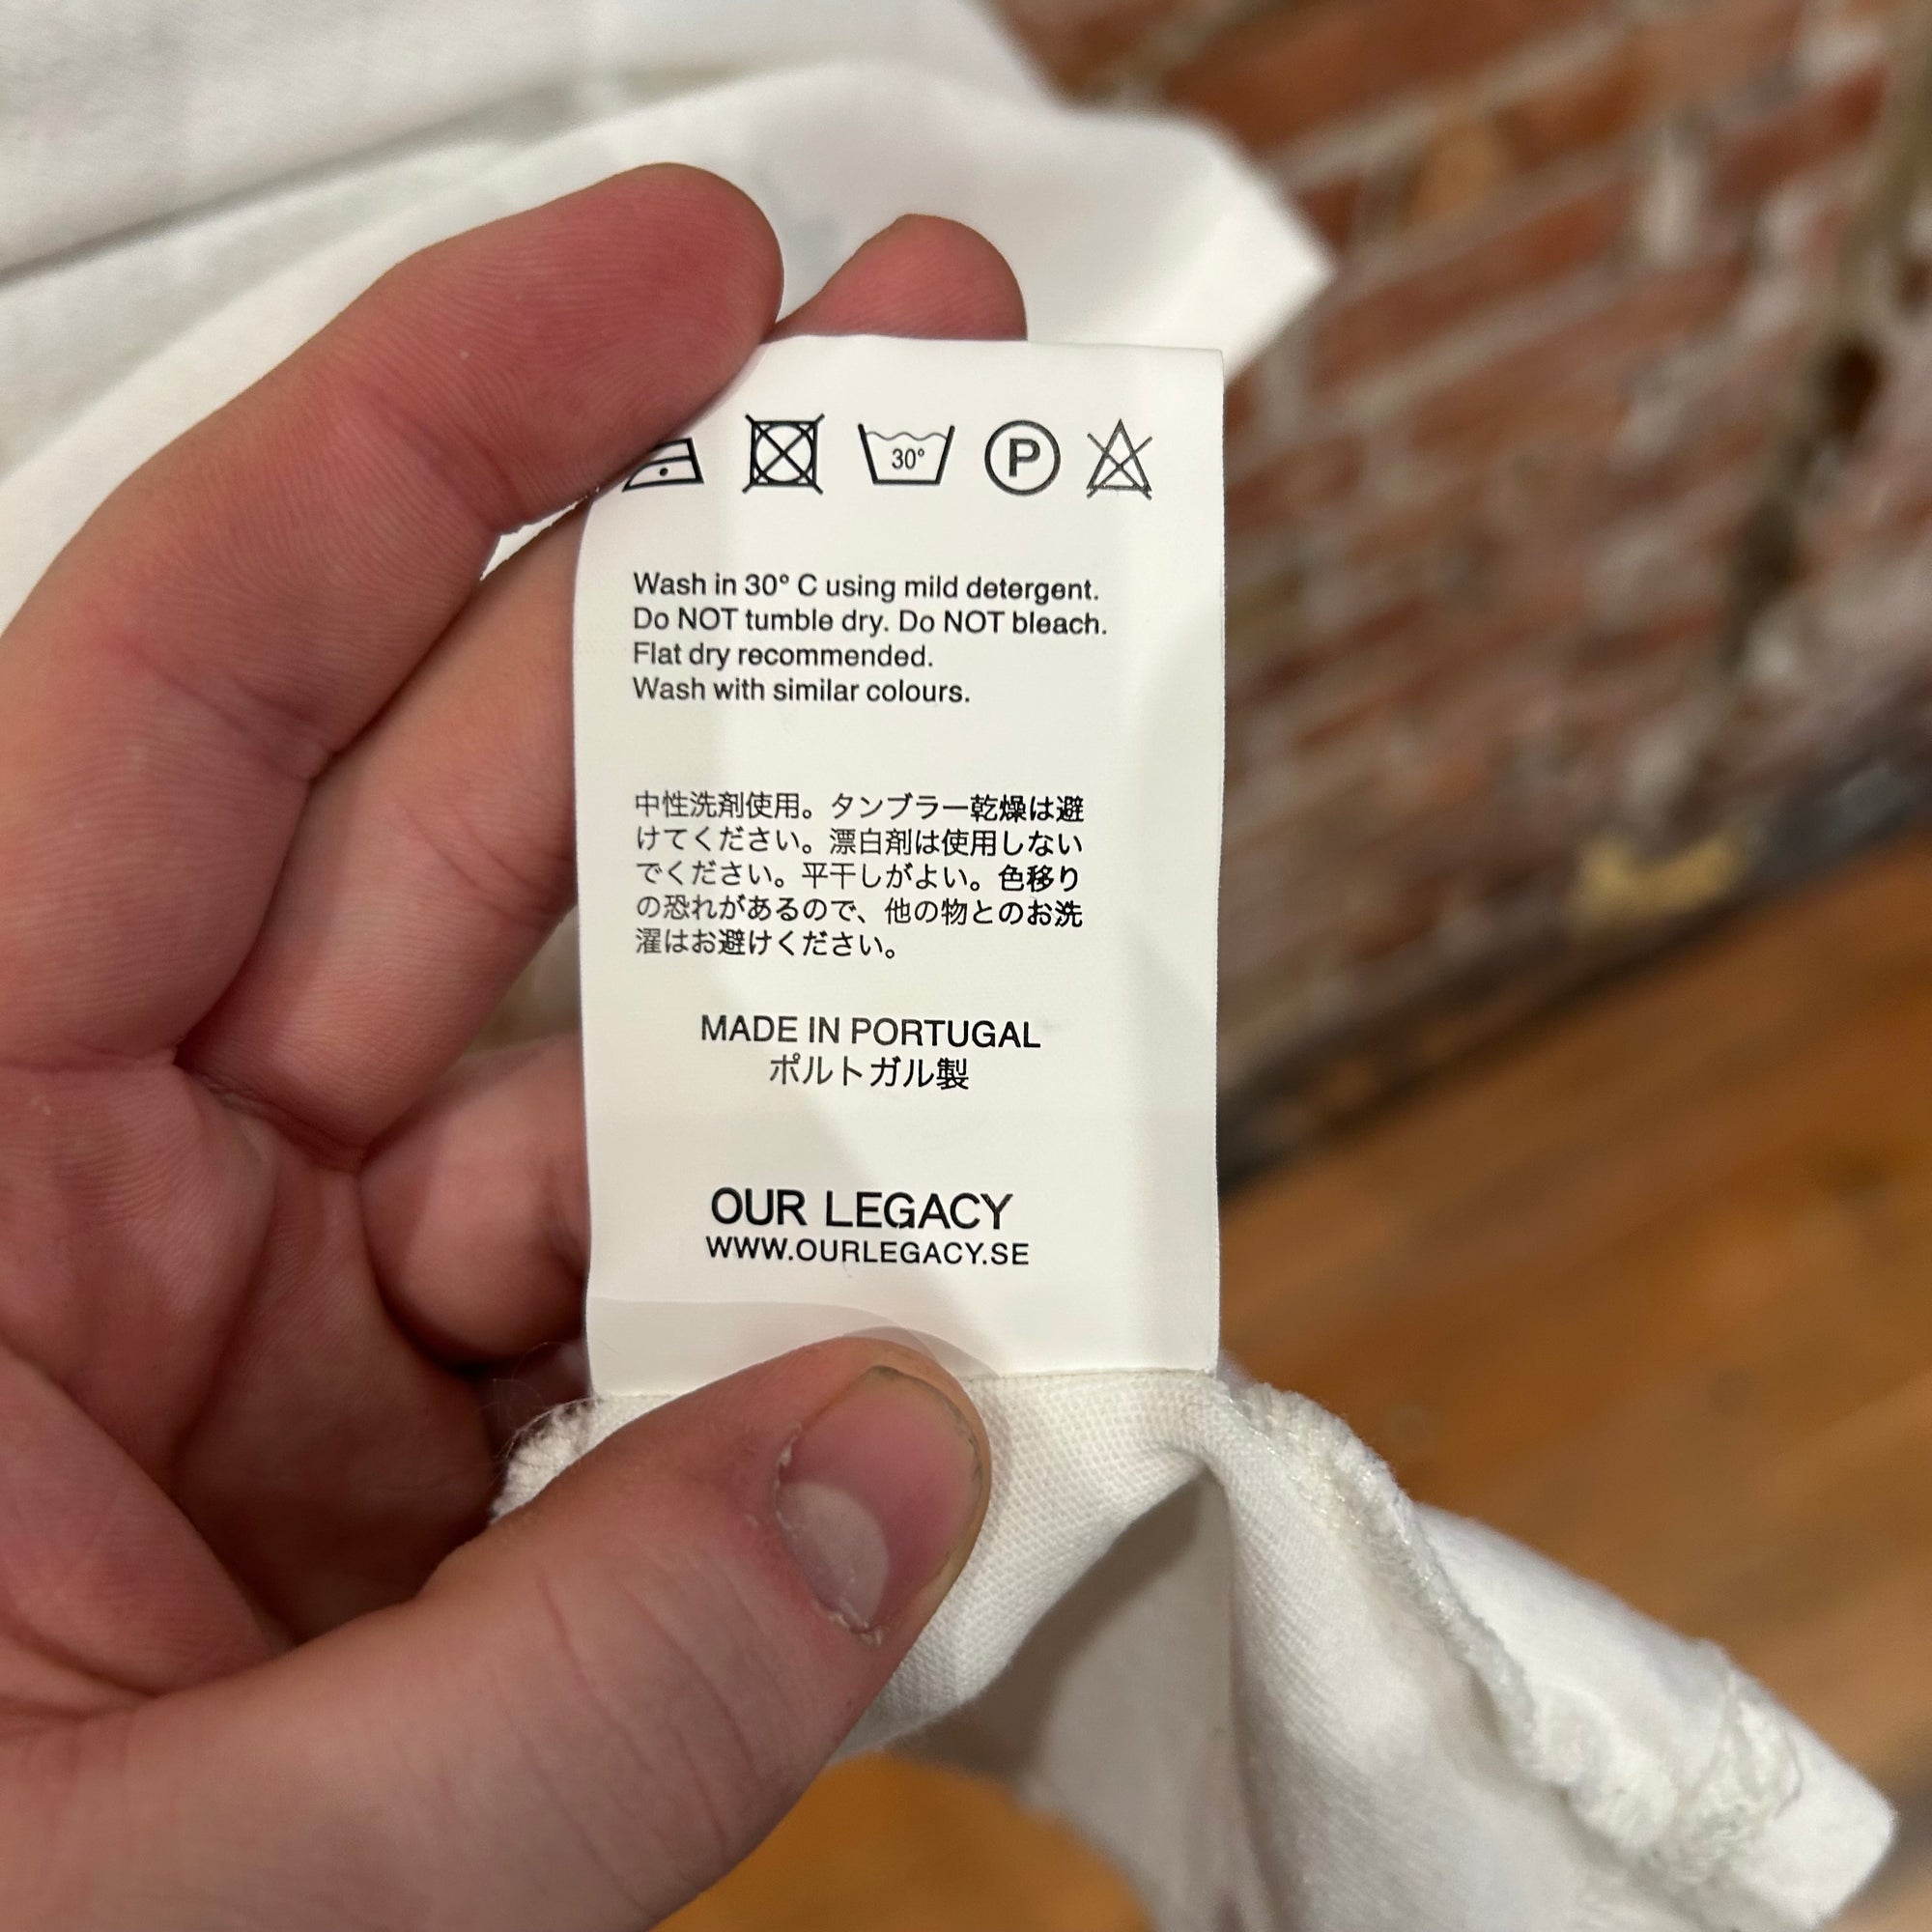 30°
P
Wash in 30° C using mild detergent.
Do NOT tumble dry. Do NOT bleach.
Flat dry recommended.
Wash with similar colours.
中性洗剤使用。タンブラー乾燥は避
けてください。漂白剤は使用しない
でください。平干しがよい。色移り
の恐れがあるので、他の物とのお洗
濯はお避けください。
MADE IN PORTUGAL
ポルトガル製
OUR LEGACY
WWW.OURLEGACY.SE